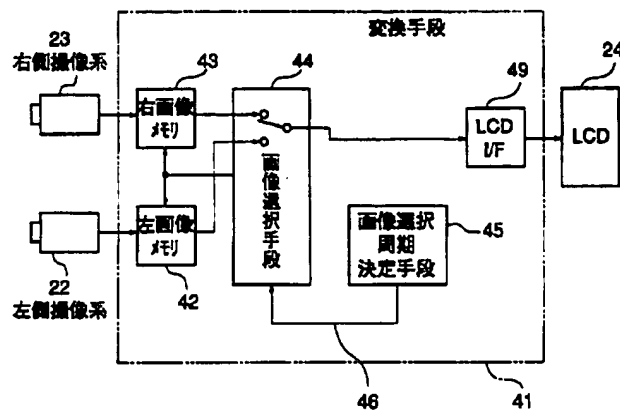 変換手段
23
右側撮像系
43
44
49
24
右画像
メモリ
LCD
I/F
LCD
画像選択手段
左画像
メモリ
画像選択
周期
決定手段
45
22
左側撮像系
42
46
41